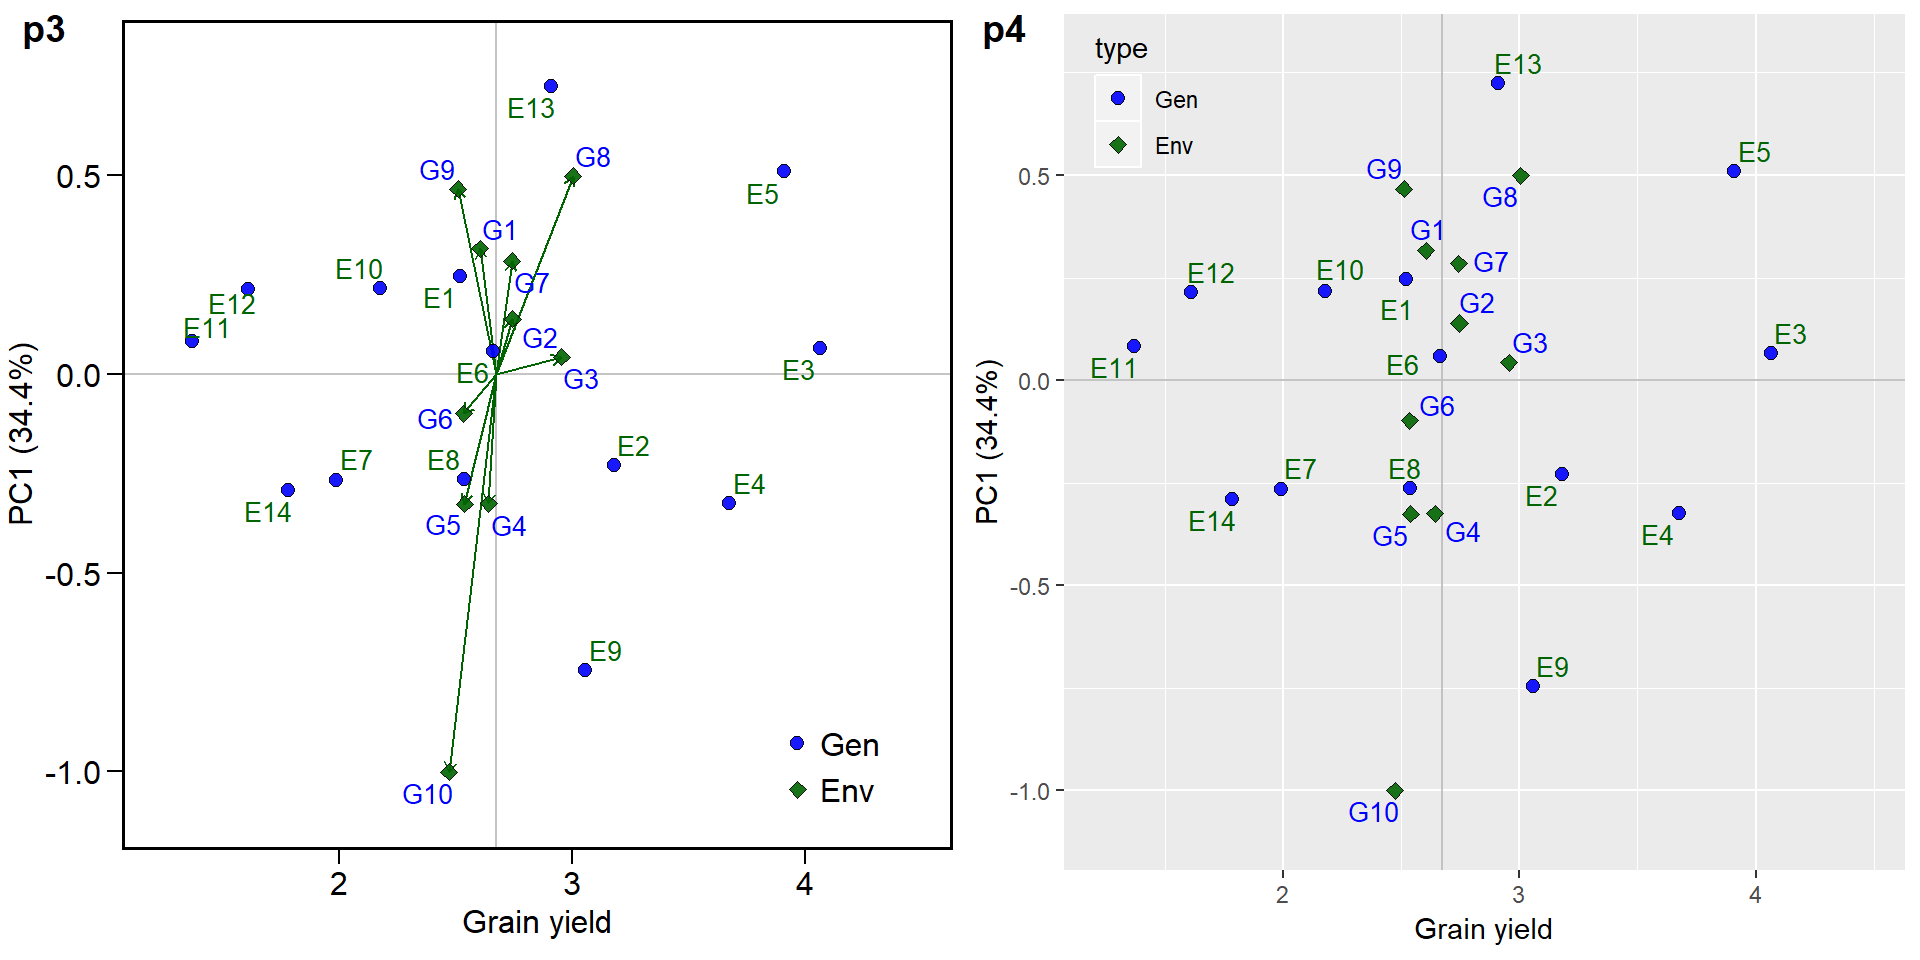 p3
E13
G9
G8
0.5
E5
G1
E10
G7
E12
E1
E11
G2
E6
0.0
G3
E3
G6
E7
E8
E2
E14
E4
G5
G4
-0.5
E9
Gen
-1.0
G10
Env
2
3
4
Grain yield
PC1 (34.4%)
p4
type
Gen
Env
E13
E5
G9
0.5
G8
G1
G7
E12
E10
E1
G2
E3
G3
E11
E6
0.0
G6
E7
E8
E2
E14
G5
G4
E4
-0.5
E9
-1.0
G10
2
3
4
Grain yield
PC1 (34.4%)